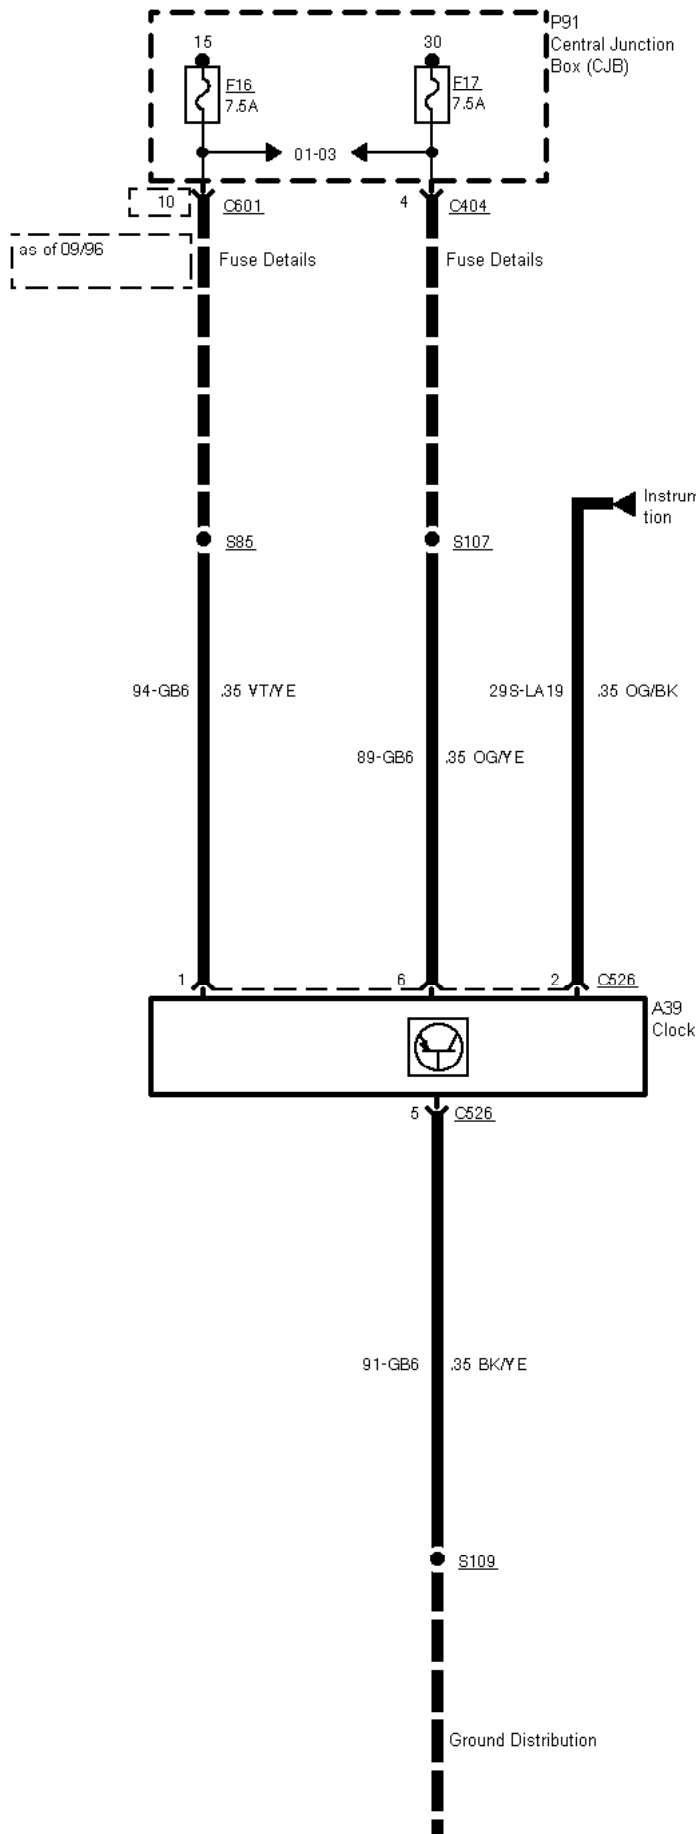 P91
Central Junction
Box (CJB)
15
30
F16
7.5A
F17
7.5A
01-03
10
C601
4
C404
as of 09/96
Fuse Details
Fuse Details
Instrum
tion
S85
S107
94-GB6
.35 VT/YE
29S-LA19
.35 OG/BK
89-GB6
.35 OG/YE
1
6
2
C526
A39
Clock
5
C526
91-GB6
.35 BK/YE
S109
Ground Distribution